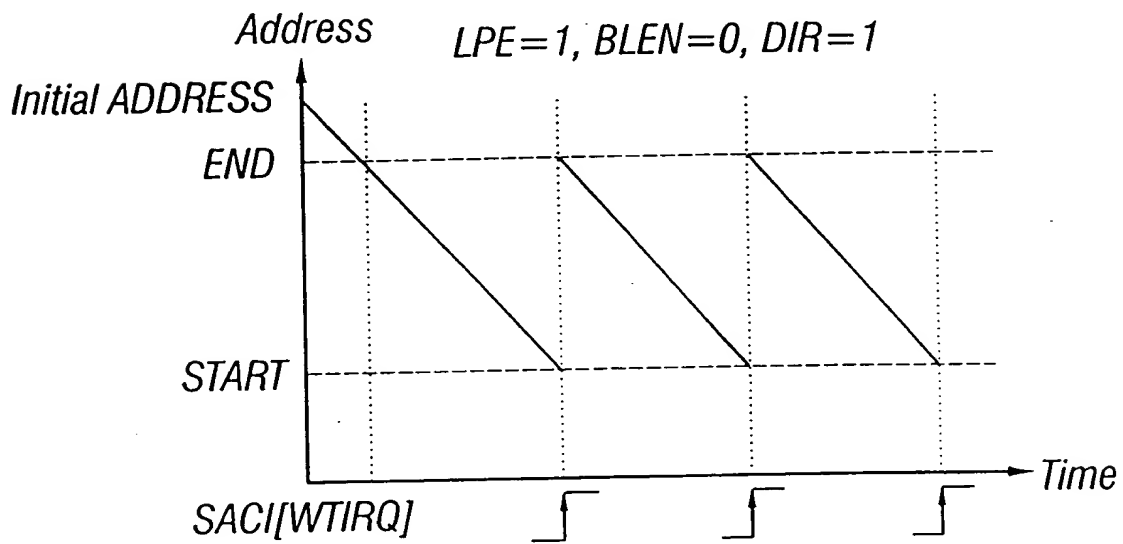 Address
LPE=1, BLEN=0, DIR=1
Initial ADDRESS
END
START
Time
SACI[WTIRQ]